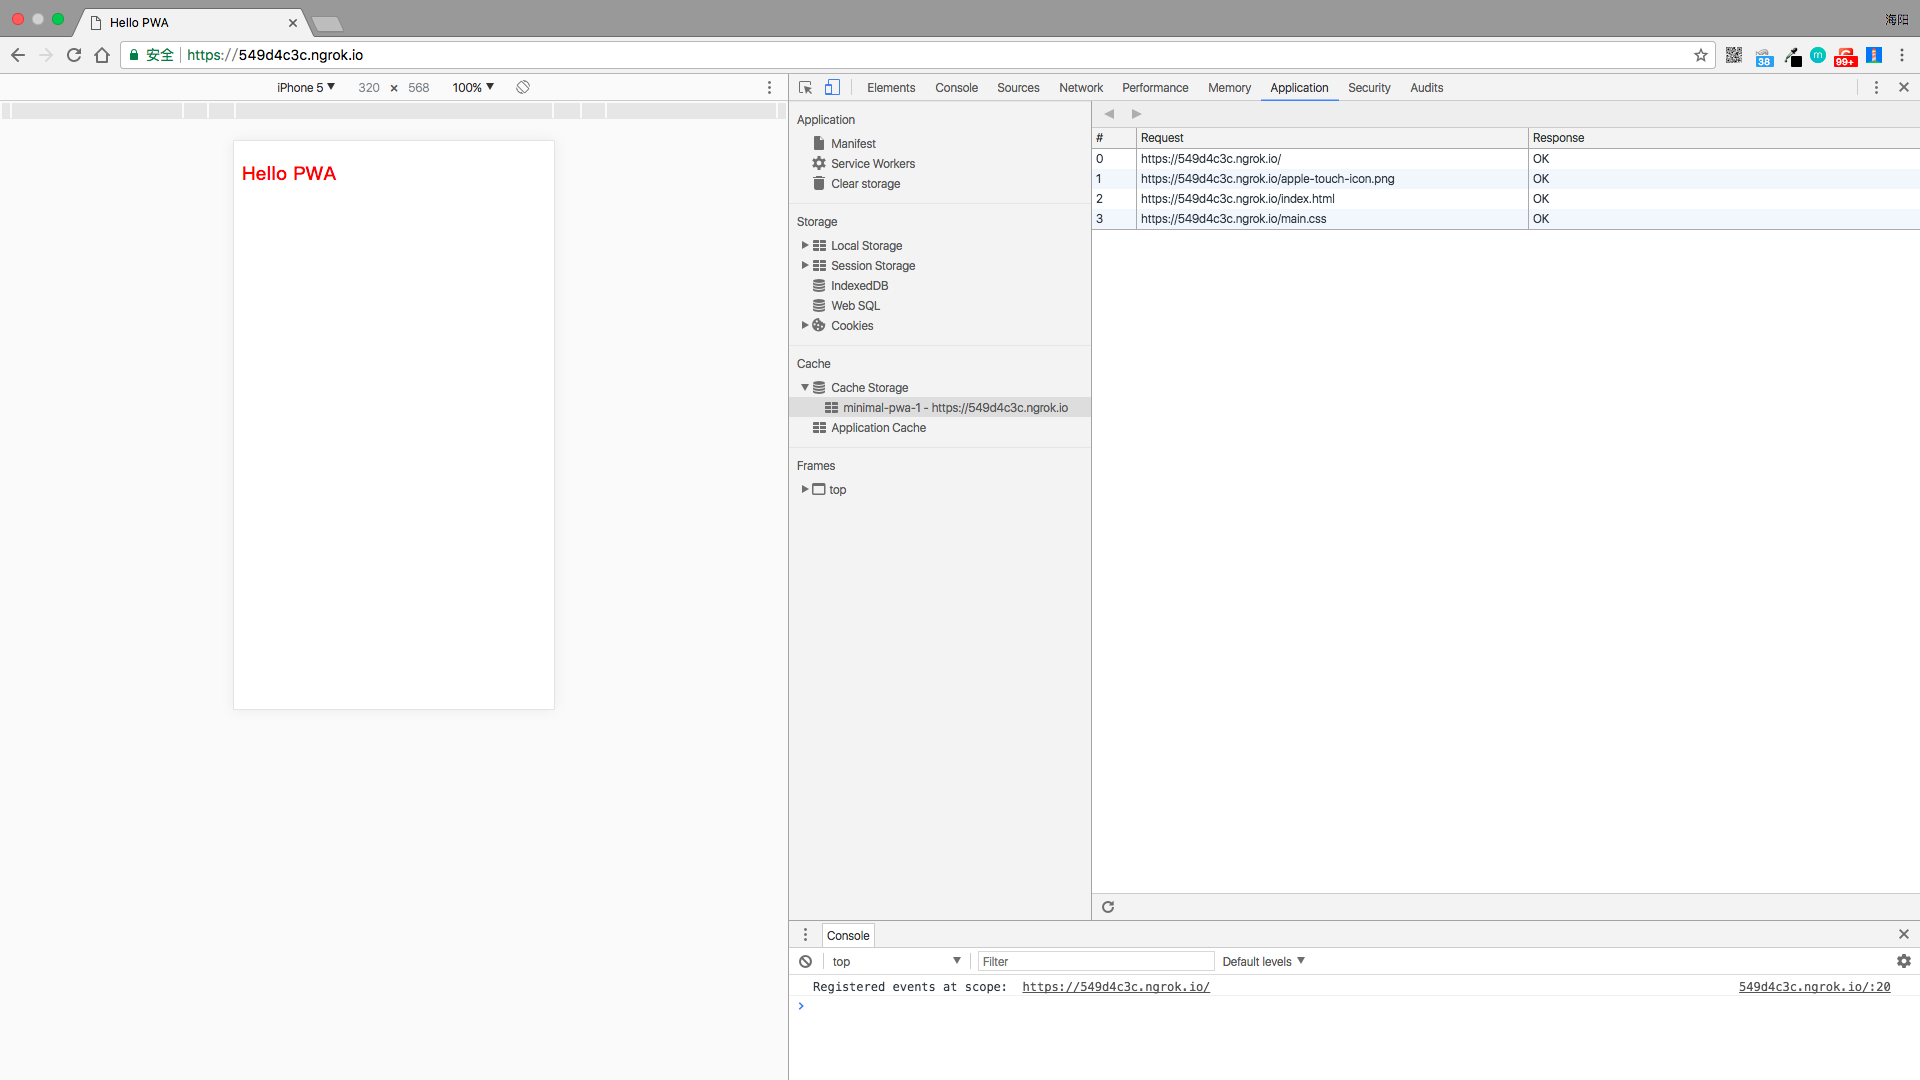 Hello PWA
海阳
安全 https://549d4c3c.ngrok.io
38
m
99+
iPhone 5 320 × 568 100%
Elements Console Sources Network Performance Memory Application Security Audits
Hello PWA
Application
Manifest
Service Workers
Clear storage
Storage
Local Storage
Session Storage
IndexedDB
Web SQL
Cookies
Cache
Cache Storage
minimal-pwa-1 - https://549d4c3c.ngrok.io
Application Cache
Frames
top
# Request Response
0 https://549d4c3c.ngrok.io/ OK
1 https://549d4c3c.ngrok.io/apple-touch-icon.png OK
2 https://549d4c3c.ngrok.io/index.html OK
3 https://549d4c3c.ngrok.io/main.css OK
Console
top Filter Default levels
Registered events at scope: https://549d4c3c.ngrok.io/ 549d4c3c.ngrok.io/:20